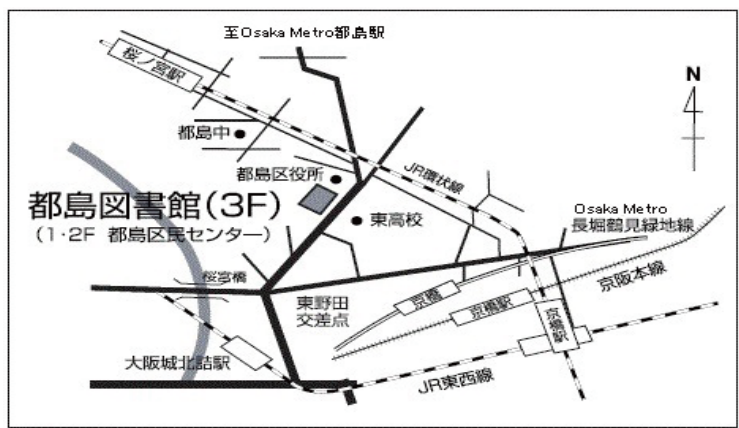 至Osaka Metro都島駅
桜ノ宮駅
N
都島中
都島区役所
JR環状線
都島図書館(3F)
(1・2F 都島区民センター)
東高校
Osaka Metro
長堀鶴見緑地線
京阪本線
桜宮橋
東野田
交差点
京橋
京橋駅
京橋駅
大阪城北詰駅
JR東西線